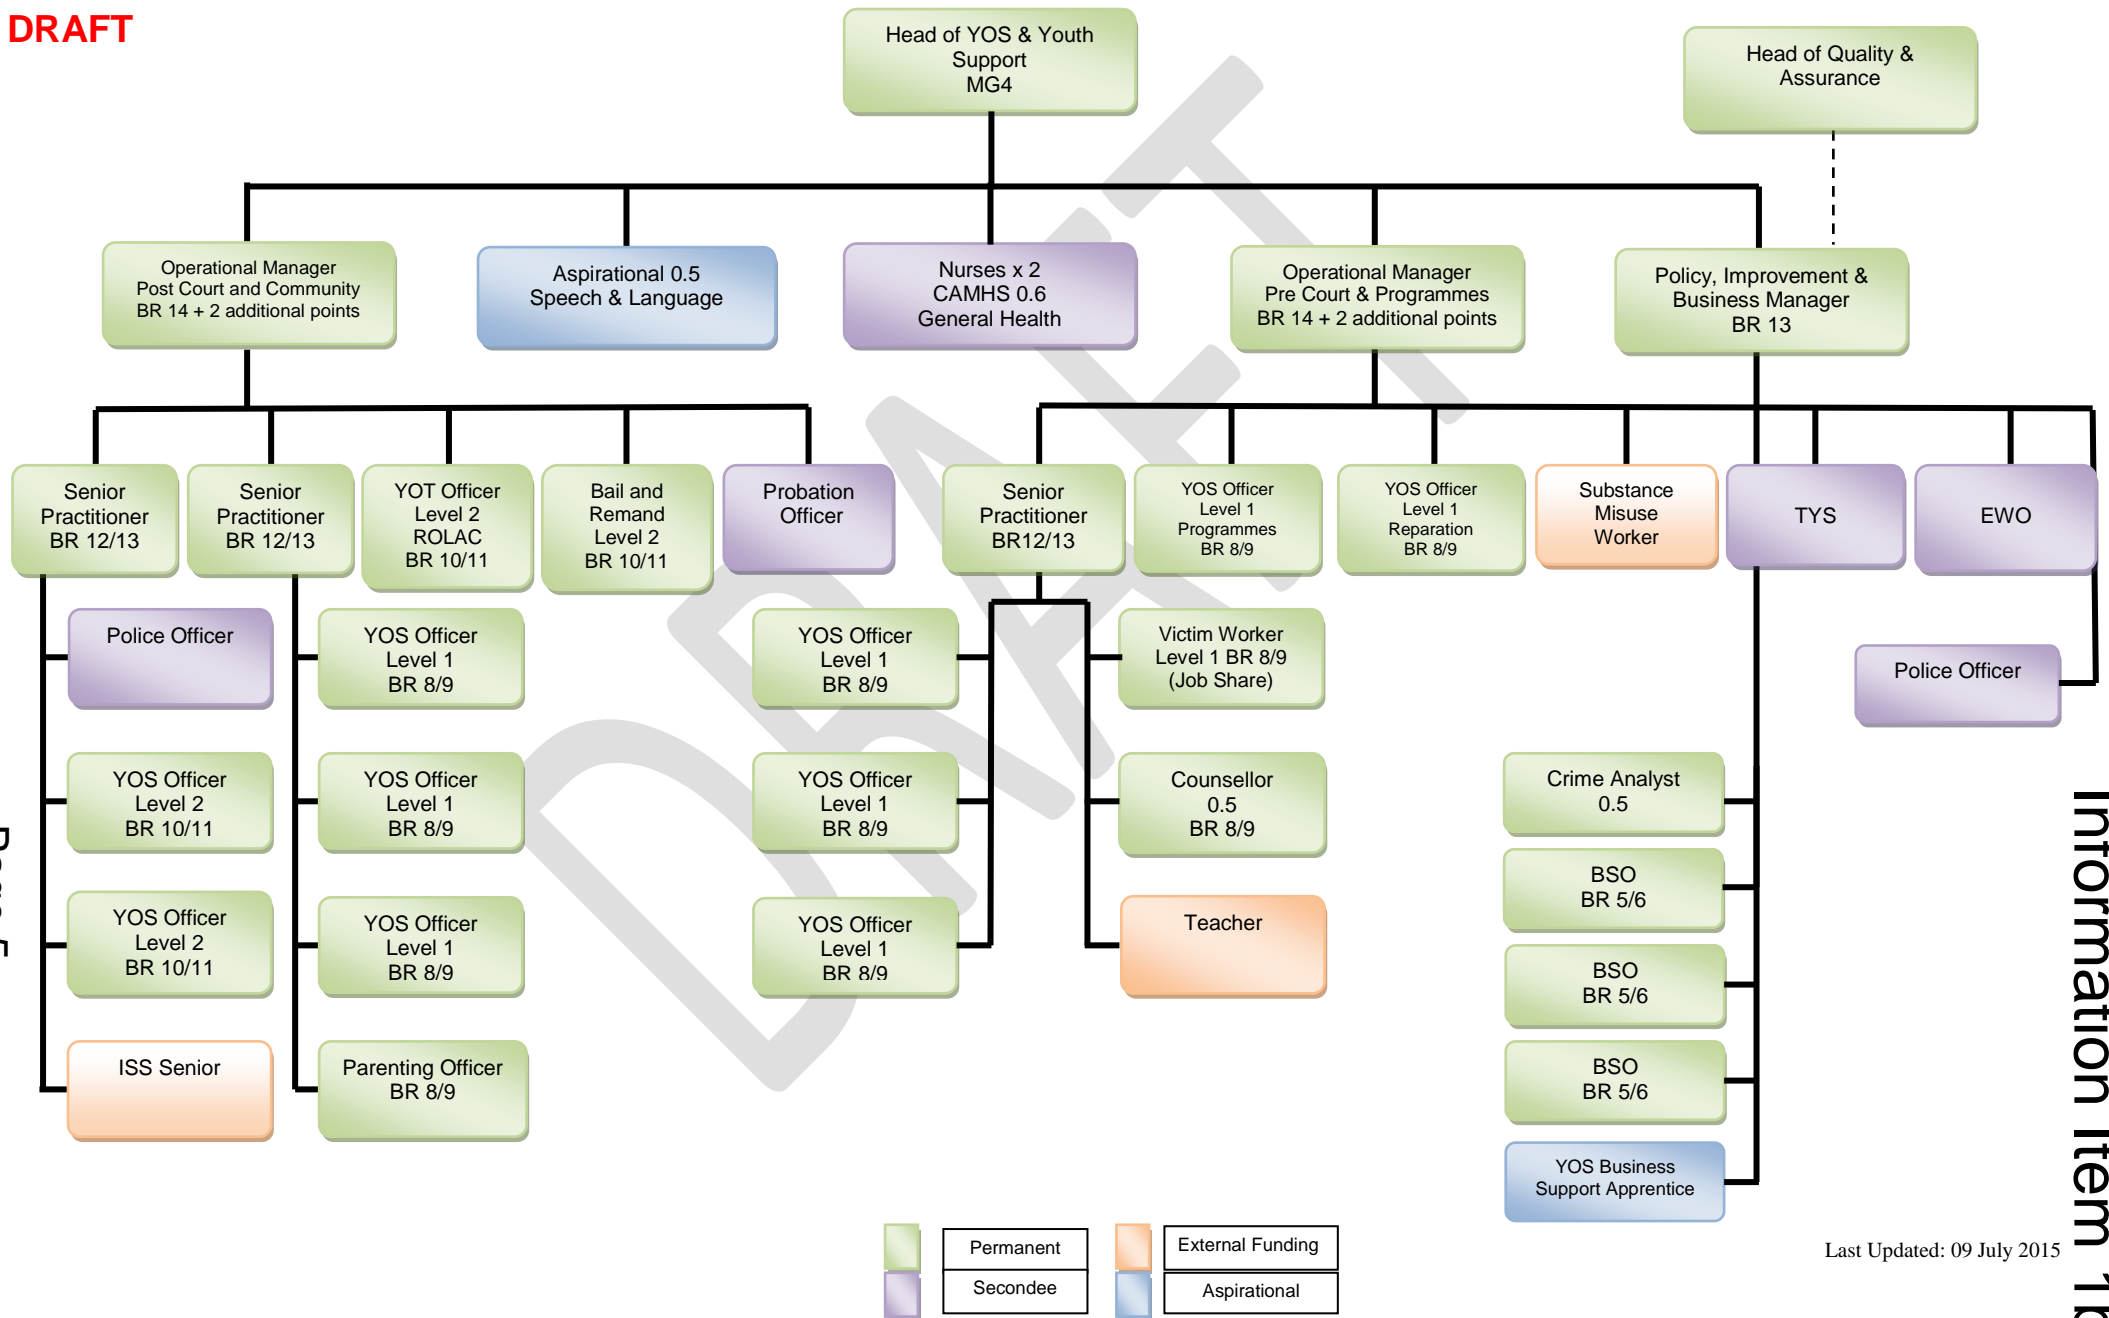 DRAFT
Head of YOS & Youth
Support
MG4
Head of Quality &
Assurance
Operational Manager
Post Court and Community
BR 14 + 2 additional points
Aspirational 0.5
Speech & Language
Nurses x 2
CAMHS 0.6
General Health
Operational Manager
Pre Court & Programmes
BR 14 + 2 additional points
Policy, Improvement &
Business Manager
BR 13
Senior
Practitioner
BR 12/13
Senior
Practitioner
BR 12/13
YOT Officer
Level 2
ROLAC
BR 10/11
Bail and
Remand
Level 2
BR 10/11
Probation
Officer
Senior
Practitioner
BR12/13
YOS Officer
Level 1
Programmes
BR 8/9
YOS Officer
Level 1
Reparation
BR 8/9
Substance
Misuse
Worker
TYS
EWO
Police Officer
YOS Officer
Level 1
BR 8/9
YOS Officer
Level 1
BR 8/9
Victim Worker
Level 1 BR 8/9
(Job Share)
Police Officer
YOS Officer
Level 2
BR 10/11
YOS Officer
Level 1
BR 8/9
YOS Officer
Level 1
BR 8/9
Counsellor
0.5
BR 8/9
Crime Analyst
0.5
BSO
BR 5/6
YOS Officer
Level 2
BR 10/11
YOS Officer
Level 1
BR 8/9
YOS Officer
Level 1
BR 8/9
Teacher
BSO
BR 5/6
ISS Senior
Parenting Officer
BR 8/9
BSO
BR 5/6
YOS Business
Support Apprentice
Permanent
External Funding
Secondee
Aspirational
Last Updated: 09 July 2015
Information Item 1b
DRAFT